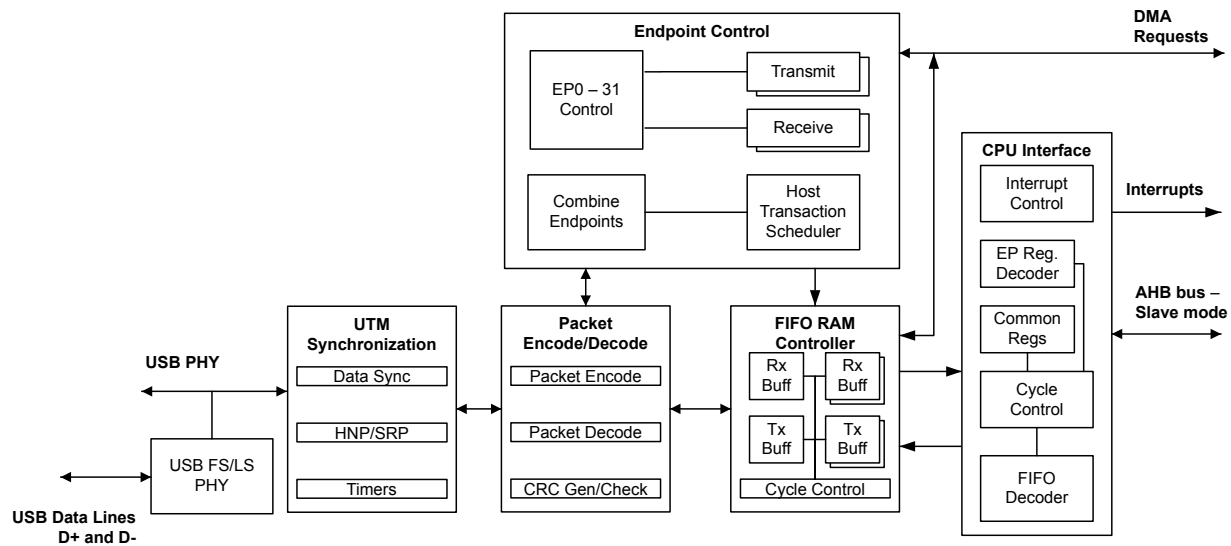 Endpoint Control
EP0 – 31
Control
Transmit
Receive
Combine
Endpoints
Host
Transaction
Scheduler
DMA
Requests
CPU Interface
Interrupt
Control
EP Reg.
Decoder
Common
Regs
Cycle
Control
FIFO
Decoder
Interrupts
AHB bus –
Slave mode
UTM
Synchronization
Data Sync
HNP/SRP
Timers
Packet
Encode/Decode
Packet Encode
Packet Decode
CRC Gen/Check
FIFO RAM
Controller
Rx
Buff
Rx
Buff
Tx
Buff
Tx
Buff
Cycle Control
USB PHY
USB FS/LS
PHY
USB Data Lines
D+ and D-